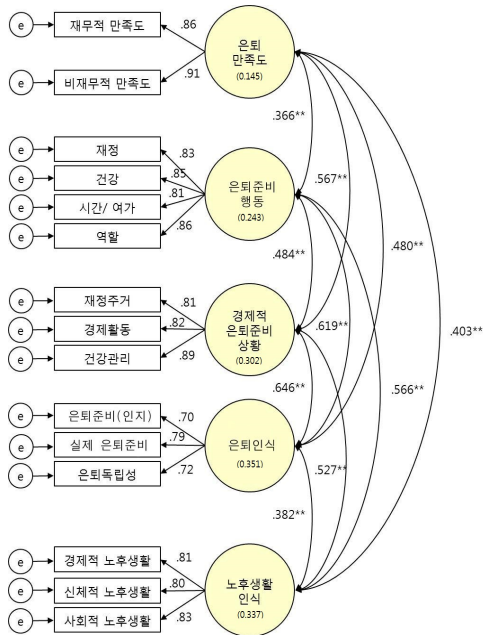 e
재무적 만족도
.86
은퇴
만족도
(0.145)
e
비재무적 만족도
.91
.366**
e
재정
.83
e
건강
.85
.81
은퇴준비
행동
(0.243)
.567**
e
시간/ 여가
e
역할
.86
.480**
.484**
e
재정주거
.81
경제적
은퇴준비
상황
(0.302)
e
경제활동
.82
.619**
.403**
e
건강관리
.89
.646**
.566**
e
은퇴준비(인지)
.70
e
실제 은퇴준비
.79
은퇴인식
(0.351)
e
은퇴독립성
.72
.527**
.382**
e
경제적 노후생활
.81
e
신체적 노후생활
.80
노후생활
인식
(0.337)
e
사회적 노후생활
.83